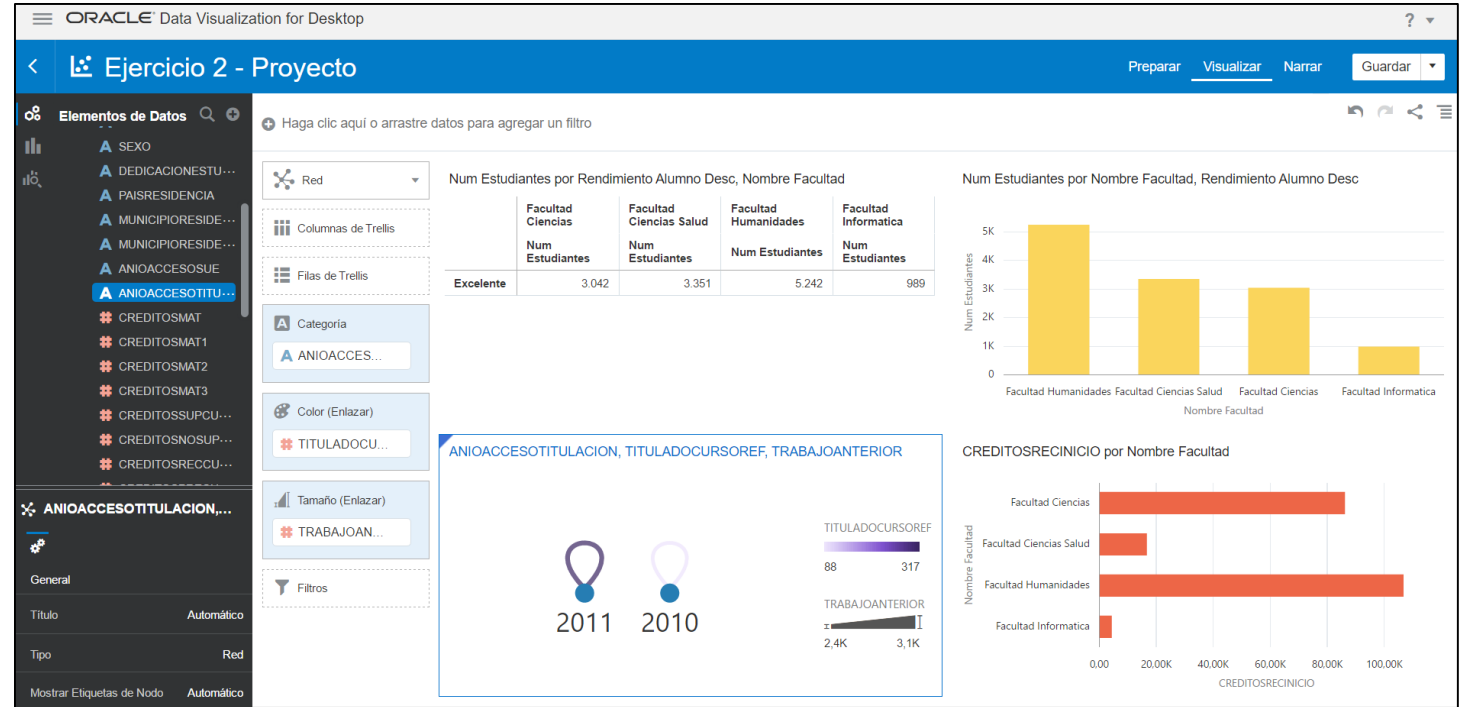 ORACLE Data Visualization for Desktop
?
Ejercicio 2 - Proyecto
Preparar Visualizar Narrar Guardar
Elementos de Datos
SEXO
DEDICACIONESTU...
PAISRESIDENCIA
MUNICIPIORESIDE...
MUNICIPIORESIDE...
ANIOACCESOSUE
ANIOACCESOTITU...
CREDITOSMAT
CREDITOSMAT1
CREDITOSMAT2
CREDITOSMAT3
CREDITOSSUPCU...
CREDITOSNOSUP...
CREDITOSRECCU...
ANIOACCESOTITULACION,...
General
Título Automático
Tipo Red
Mostrar Etiquetas de Nodo Automático
Haga clic aquí o arrastre datos para agregar un filtro
Red
Columnas de Trellis
Filas de Trellis
Categoría
A ANIOACCES...
Color (Enlazar)
# TITULADOCU...
Tamaño (Enlazar)
# TRABAJOAN...
Filtros
Num Estudiantes por Rendimiento Alumno Desc, Nombre Facultad
Facultad Ciencias Facultad Ciencias Salud Facultad Humanidades Facultad Informatica
Num Estudiantes Num Estudiantes Num Estudiantes Num Estudiantes
Excelente 3.042 3.351 5.242 989
Num Estudiantes por Nombre Facultad, Rendimiento Alumno Desc
Num Estudiantes
5K
4K
3K
2K
1K
0
Facultad Humanidades Facultad Ciencias Salud Facultad Ciencias Facultad Informatica
Nombre Facultad
ANIOACCESOTITULACION, TITULADOCURSOREF, TRABAJOANTERIOR
2011 2010
TITULADOCURSOREF
88 317
TRABAJOANTERIOR
2,4K 3,1K
CREDITOSRECINICIO por Nombre Facultad
Nombre Facultad
Facultad Ciencias
Facultad Ciencias Salud
Facultad Humanidades
Facultad Informatica
0.00 20.00K 40.00K 60.00K 80.00K 100.00K
CREDITOSRECINICIO